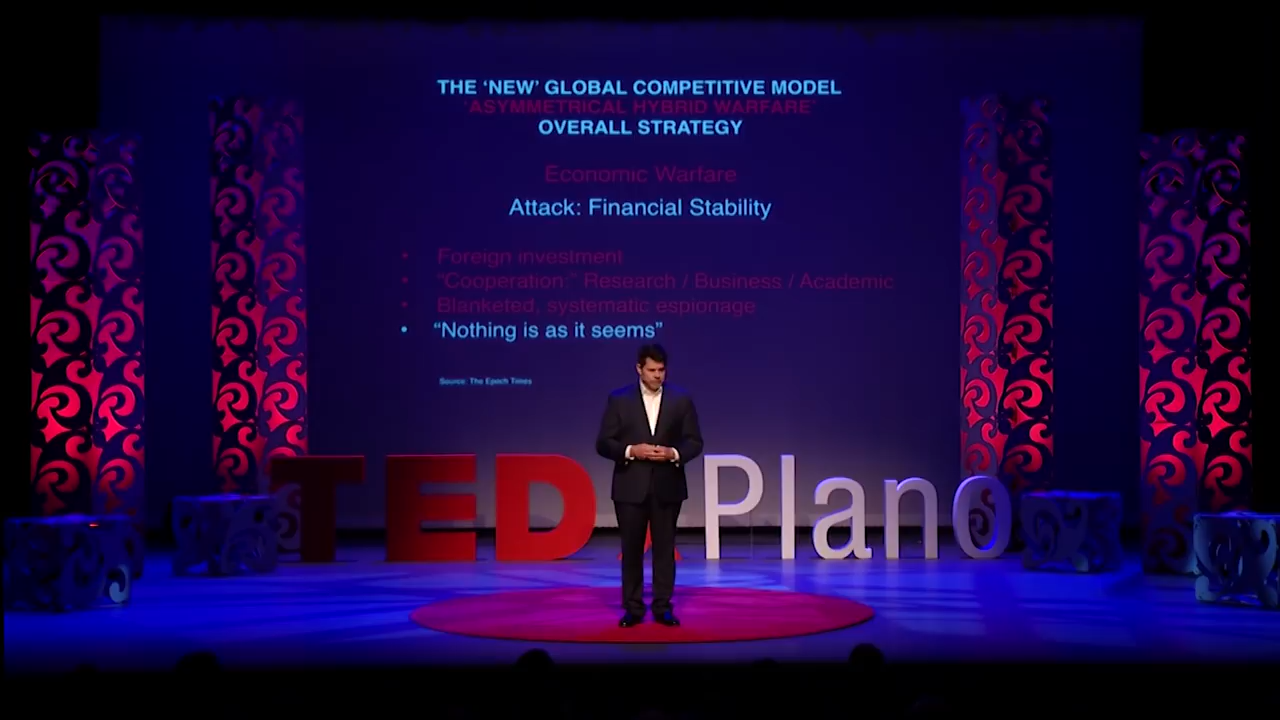 THE ‘NEW’ GLOBAL COMPETITIVE MODEL
‘ASYMMETRICAL HYBRID WARFARE’
OVERALL STRATEGY
Economic Warfare
Attack: Financial Stability
• Foreign investment
• “Cooperation:” Research / Business / Academic
• Blanketed, systematic espionage
• “Nothing is as it seems”
Source: The Epoch Times
TEDx Plano